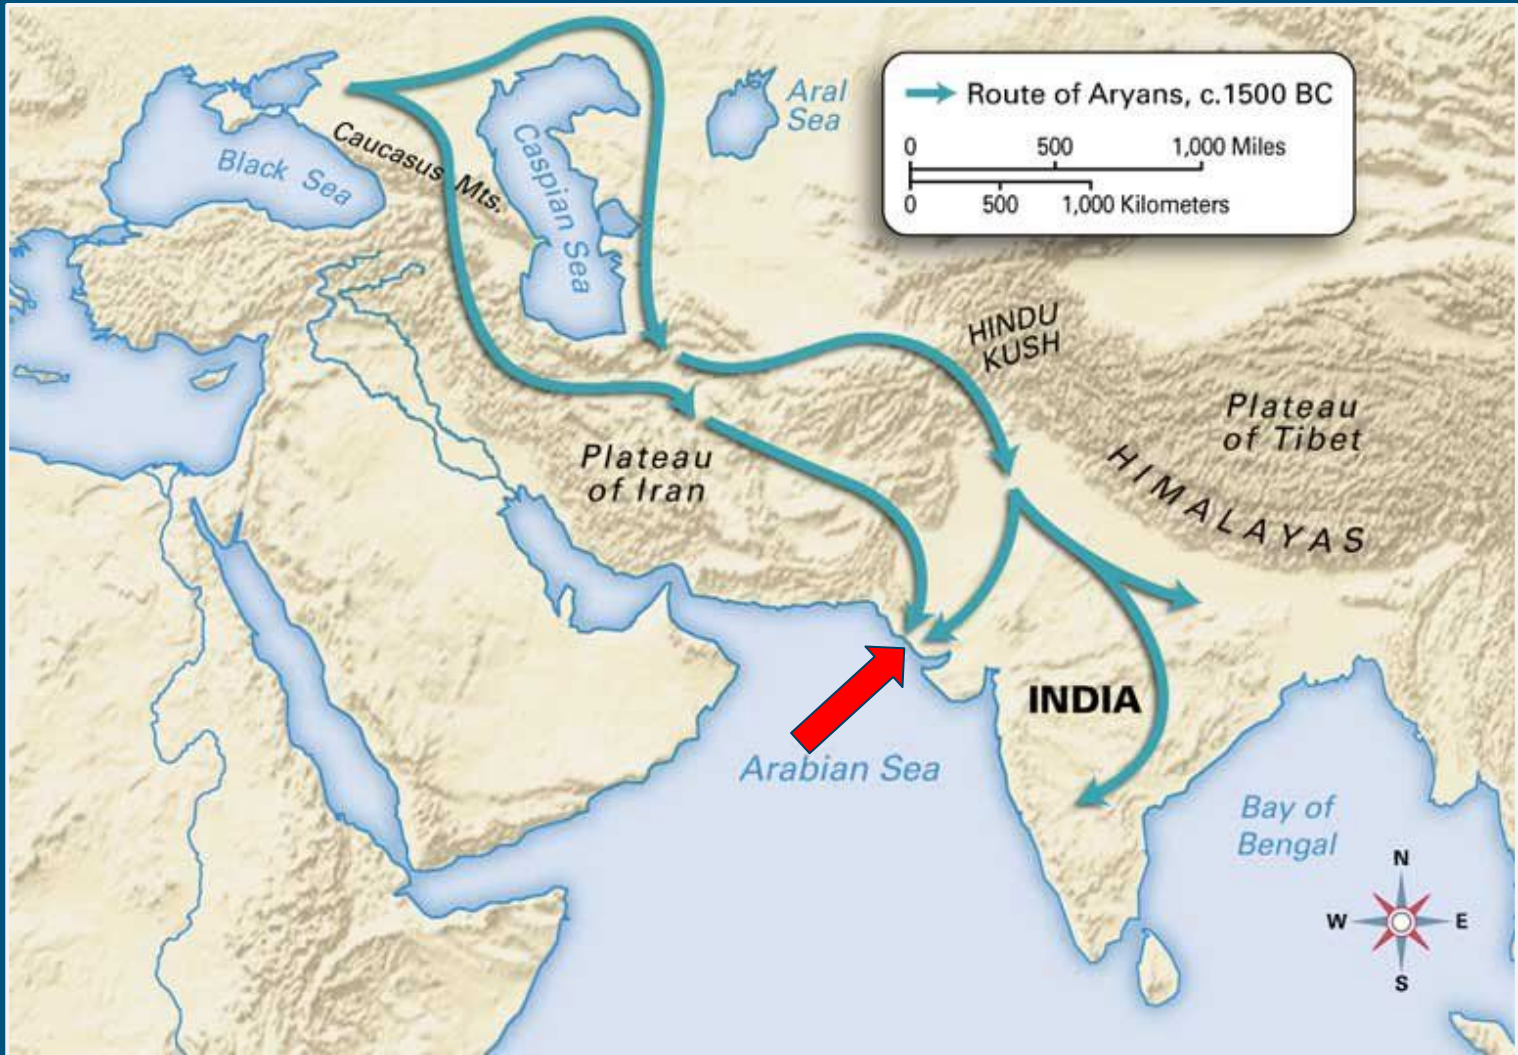 Route of Aryans, c.1500 BC
0 500 1,000 Miles
0 500 1,000 Kilometers
Aral
Sea
Black Sea
Caucasus Mts.
Caspian Sea
HINDU
KUSH
Plateau
of Tibet
Plateau
of Iran
HIMALAYAS
INDIA
Arabian Sea
Bay of
Bengal
N
W E
S